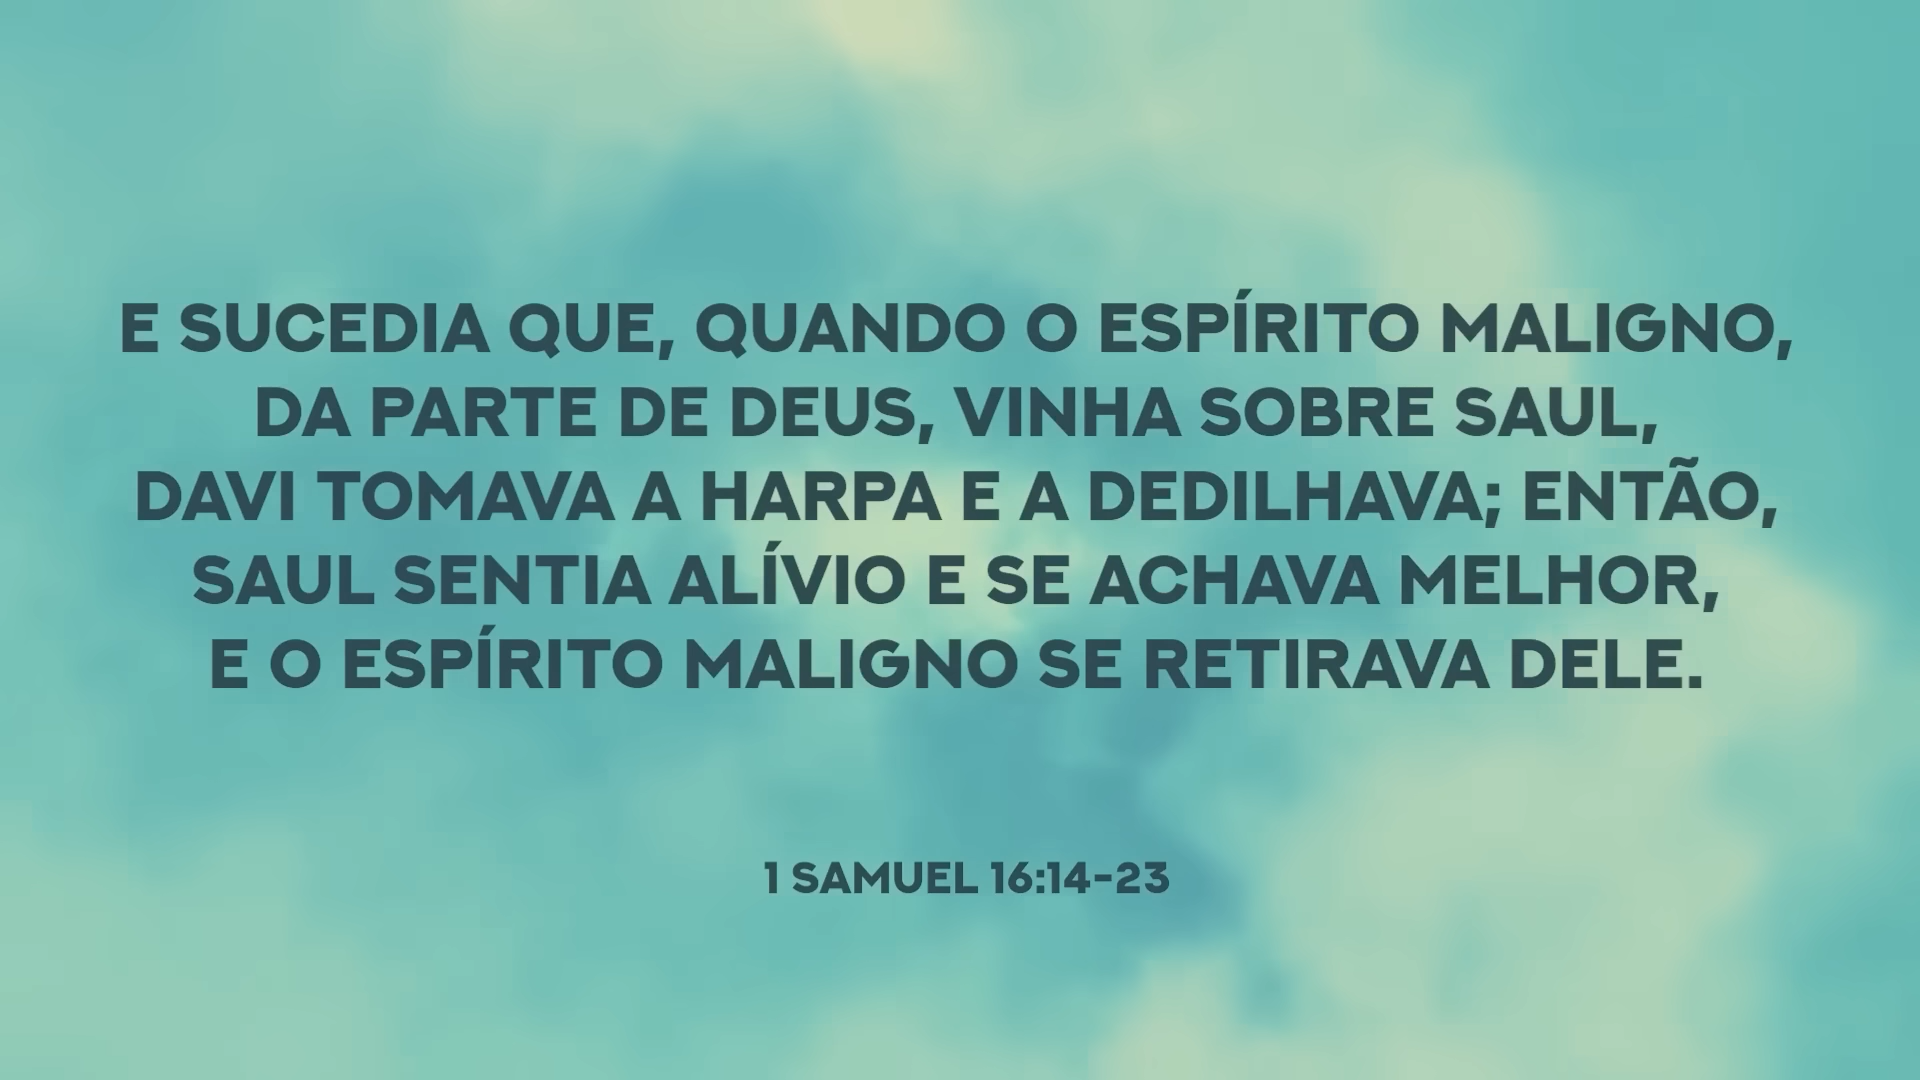 E SUCEDIA QUE, QUANDO O ESPÍRITO MALIGNO,
DA PARTE DE DEUS, VINHA SOBRE SAUL,
DAVI TOMAVA A HARPA E A DEDILHAVA; ENTÃO,
SAUL SENTIA ALÍVIO E SE ACHAVA MELHOR,
E O ESPÍRITO MALIGNO SE RETIRAVA DELE.
1 SAMUEL 16:14-23